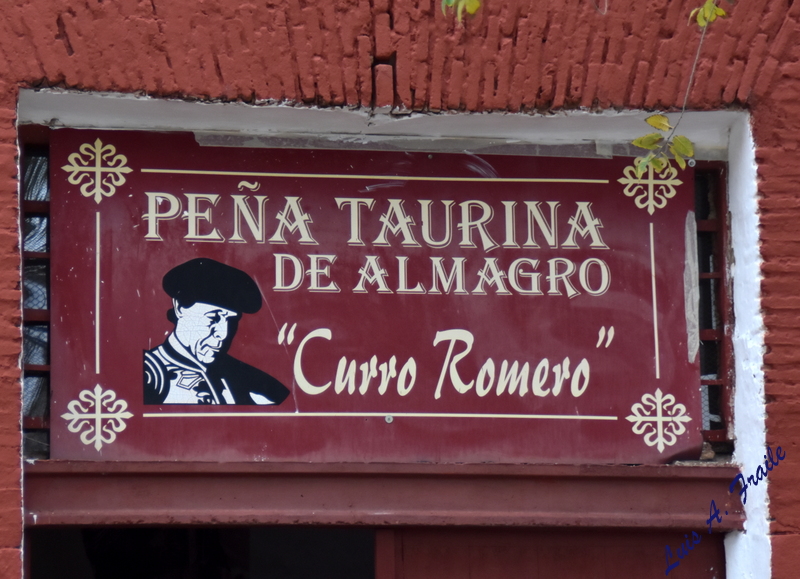 PEÑA TAURINA
DE ALMAGRO
“Curro Romero”
Luis A. Fraile